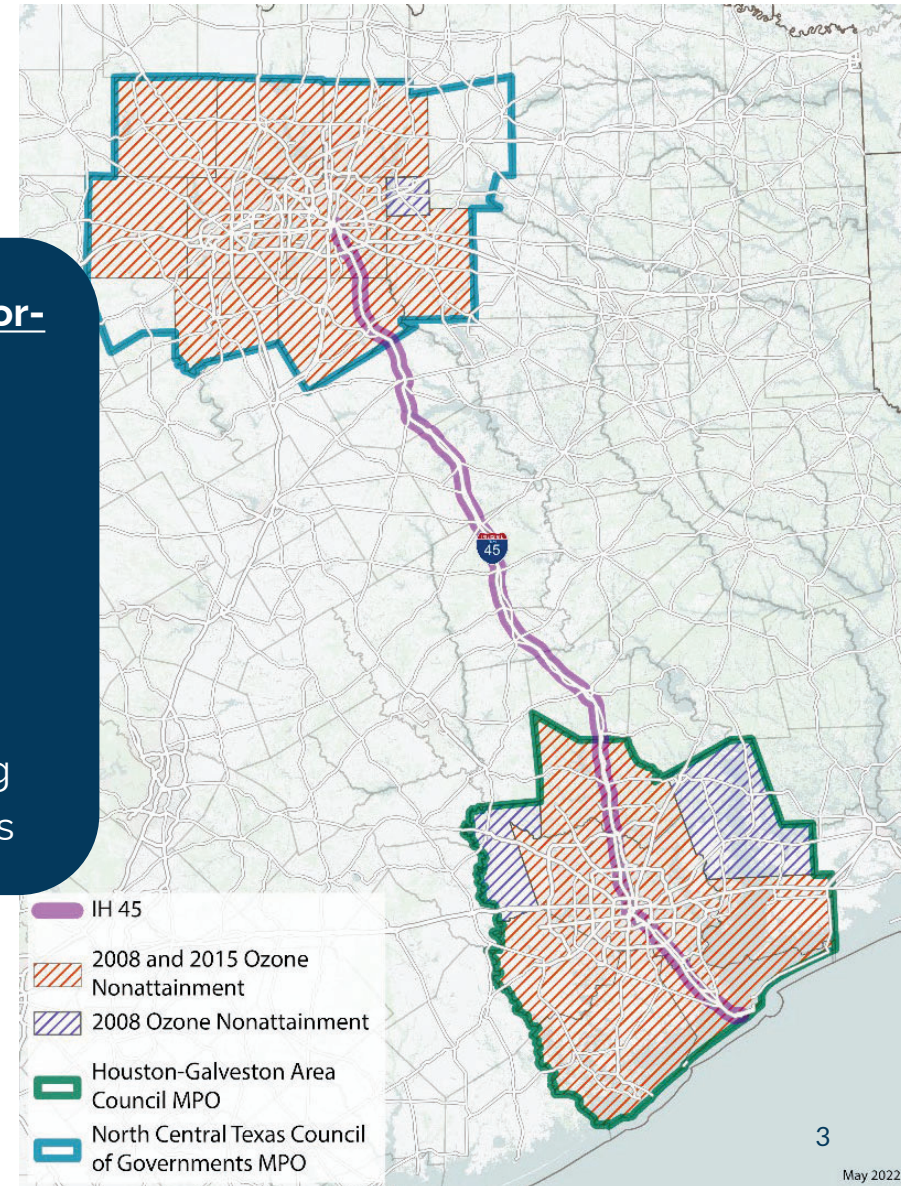 or-
g
s
45
IH 45
2008 and 2015 Ozone
Nonattainment
2008 Ozone Nonattainment
Houston-Galveston Area
Council MPO
North Central Texas Council
of Governments MPO
3
May 2022